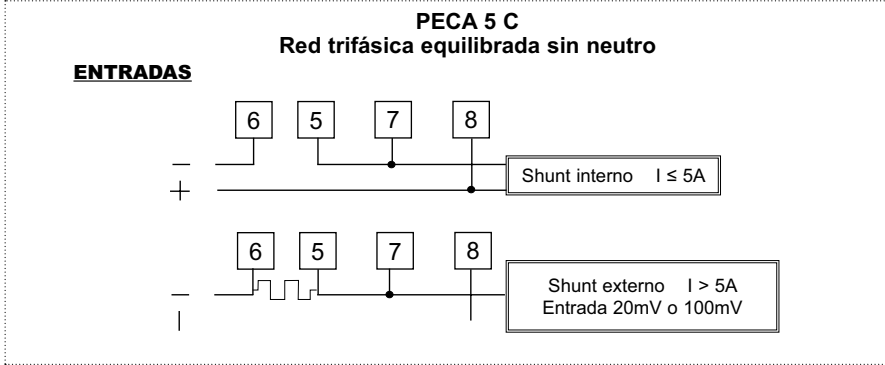 PECA 5 C
Red trifásica equilibrada sin neutro
ENTRADAS
6 5 7 8
−
Shunt interno I ≤ 5A
+
6 5 7 8
−
Shunt externo I > 5A
Entrada 20mV o 100mV
|